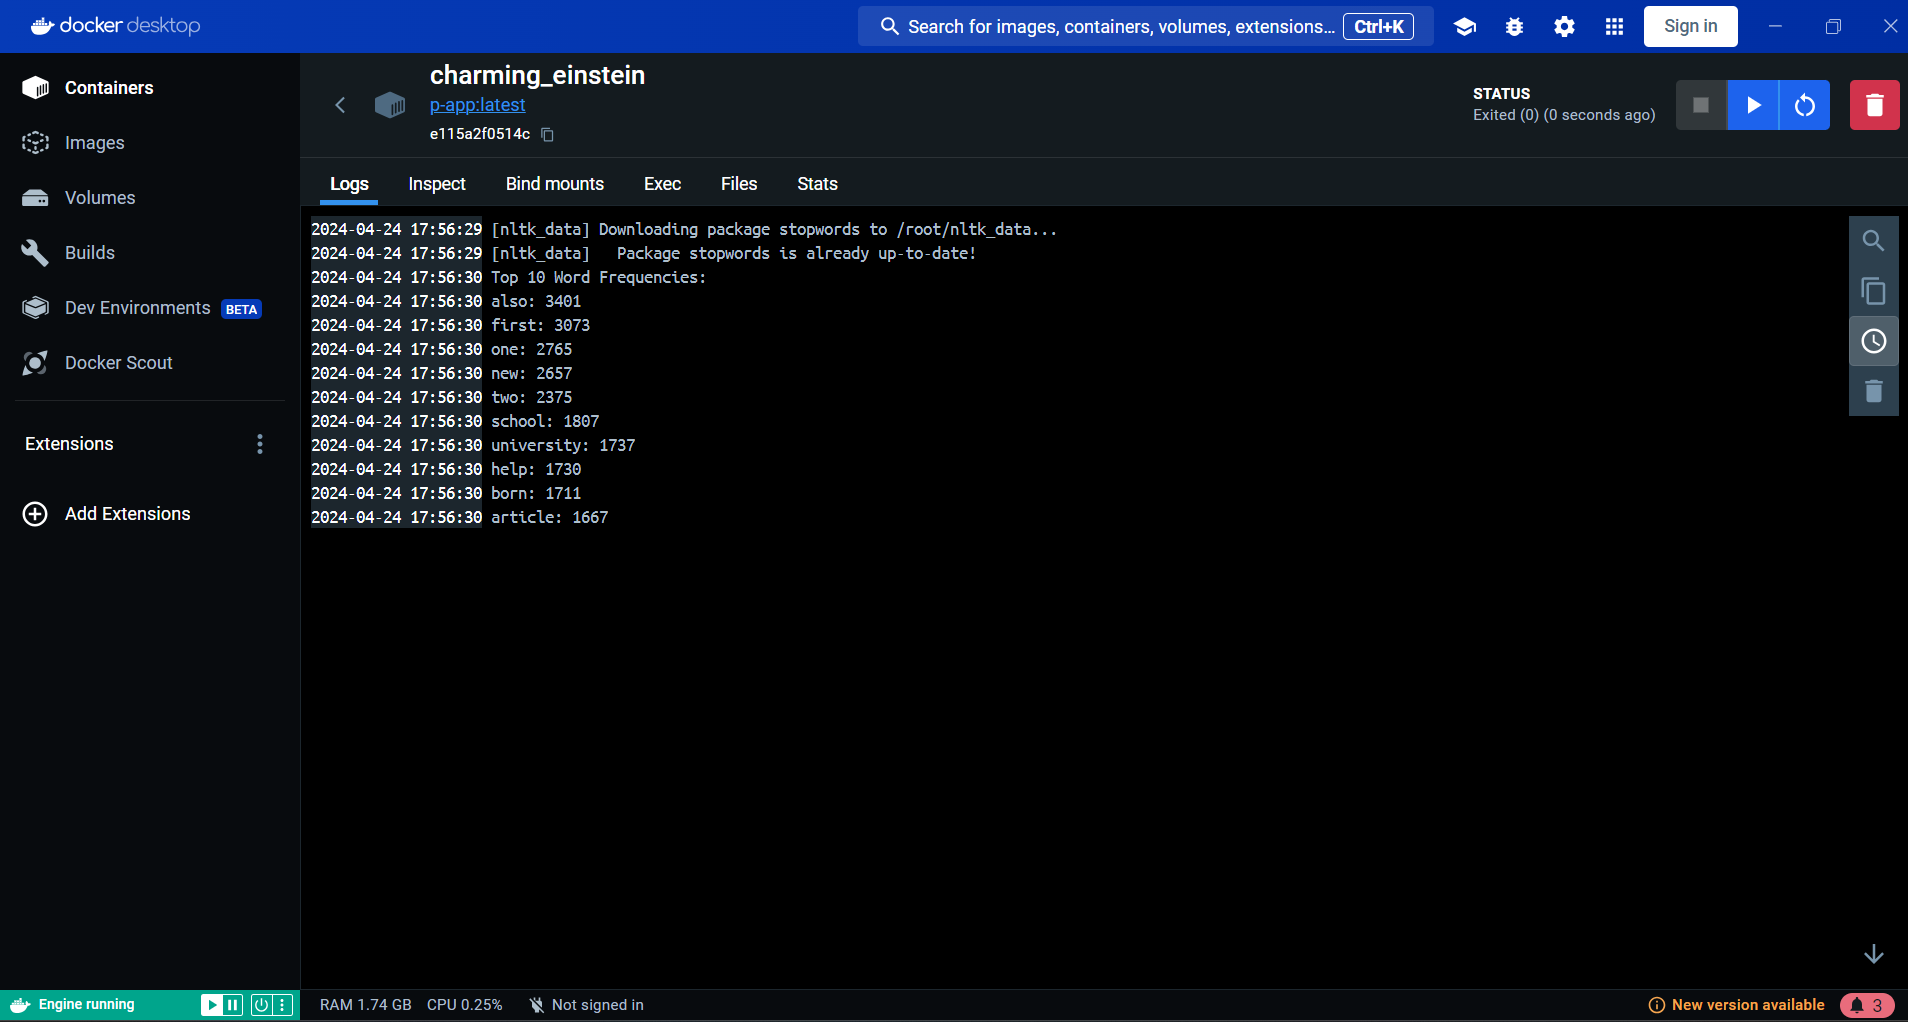 docker desktop
Search for images, containers, volumes, extensions... Ctrl+K
Sign in
Containers
Images
Volumes
Builds
Dev Environments BETA
Docker Scout
Extensions
Add Extensions
charming_einstein
p-app:latest
e115a2f0514c
STATUS
Exited (0) (0 seconds ago)
Logs Inspect Bind mounts Exec Files Stats
2024-04-24 17:56:29 [nltk_data] Downloading package stopwords to /root/nltk_data...
2024-04-24 17:56:29 [nltk_data]   Package stopwords is already up-to-date!
2024-04-24 17:56:30 Top 10 Word Frequencies:
2024-04-24 17:56:30 also: 3401
2024-04-24 17:56:30 first: 3073
2024-04-24 17:56:30 one: 2765
2024-04-24 17:56:30 new: 2657
2024-04-24 17:56:30 two: 2375
2024-04-24 17:56:30 school: 1807
2024-04-24 17:56:30 university: 1737
2024-04-24 17:56:30 help: 1730
2024-04-24 17:56:30 born: 1711
2024-04-24 17:56:30 article: 1667
Engine running
RAM 1.74 GB CPU 0.25% Not signed in
New version available 3